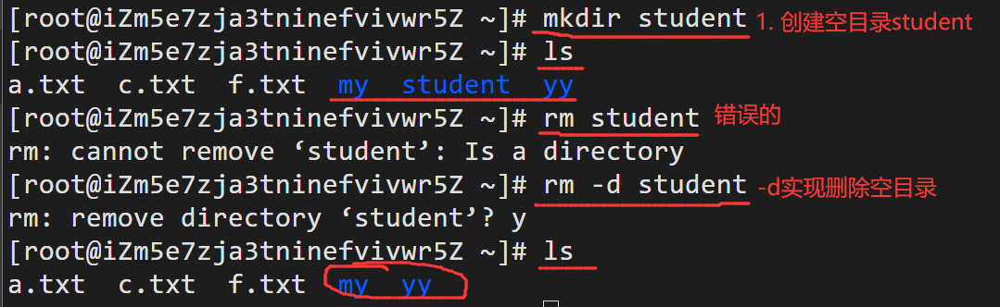 [root@iZm5e7zja3tninefvivwr5Z ~]# mkdir student 1. 创建空目录student
[root@iZm5e7zja3tninefvivwr5Z ~]# ls
a.txt  c.txt  f.txt  my  student  yy
[root@iZm5e7zja3tninefvivwr5Z ~]# rm student 错误的
rm: cannot remove ‘student’: Is a directory
[root@iZm5e7zja3tninefvivwr5Z ~]# rm -d student -d实现删除空目录
rm: remove directory ‘student’? y
[root@iZm5e7zja3tninefvivwr5Z ~]# ls
a.txt  c.txt  f.txt  my  yy